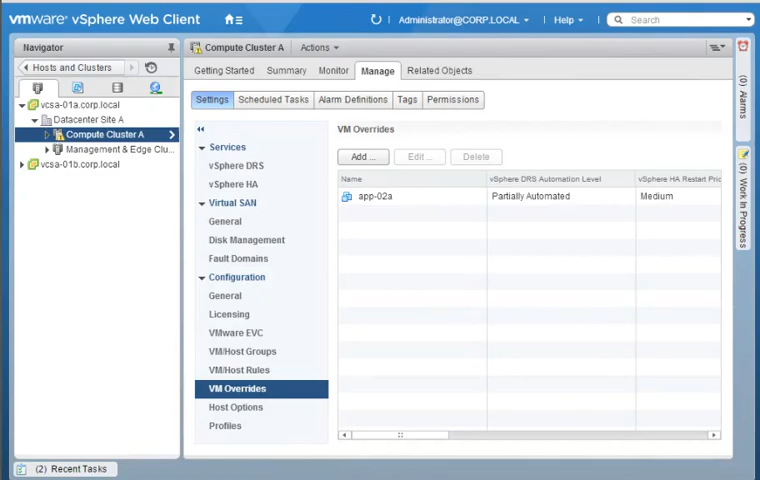 vmware® vSphere Web Client
Administrator@CORP.LOCAL
Help
Search
Navigator
Hosts and Clusters
vcsa-01a.corp.local
Datacenter Site A
Compute Cluster A
Management & Edge Clu...
vcsa-01b.corp.local
Compute Cluster A
Actions
Getting Started
Summary
Monitor
Manage
Related Objects
Settings
Scheduled Tasks
Alarm Definitions
Tags
Permissions
Services
vSphere DRS
vSphere HA
Virtual SAN
General
Disk Management
Fault Domains
Configuration
General
Licensing
VMware EVC
VM/Host Groups
VM/Host Rules
VM Overrides
Host Options
Profiles
VM Overrides
Add ...
Edit ...
Delete
Name
vSphere DRS Automation Level
vSphere HA Restart Pric
app-02a
Partially Automated
Medium
(0) Alarms
(0) Work In Progress
(2) Recent Tasks